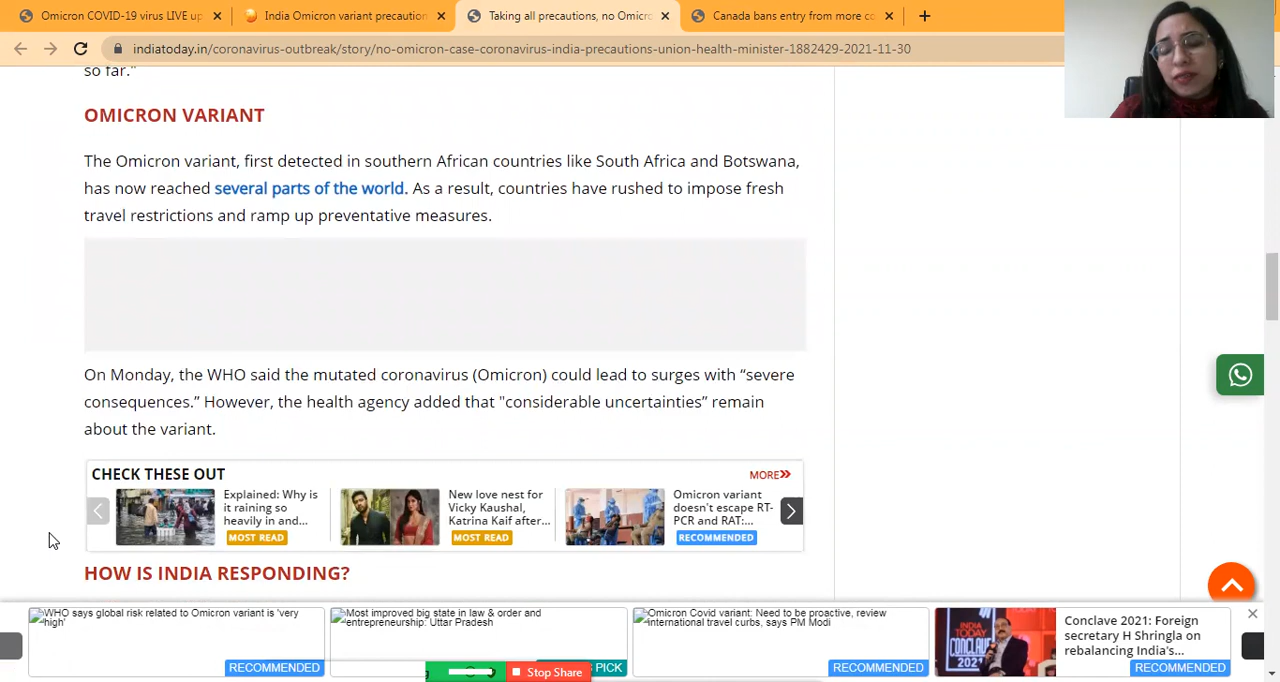 Omicron COVID-19 virus LIVE up
India Omicron variant precaution
Taking all precautions, no Omicro
Canada bans entry from more co
indiatoday.in/coronavirus-outbreak/story/no-omicron-case-coronavirus-india-precautions-union-health-minister-1882429-2021-11-30
so far."
OMICRON VARIANT
The Omicron variant, first detected in southern African countries like South Africa and Botswana,
has now reached several parts of the world. As a result, countries have rushed to impose fresh
travel restrictions and ramp up preventative measures.
On Monday, the WHO said the mutated coronavirus (Omicron) could lead to surges with “severe
consequences.” However, the health agency added that "considerable uncertainties” remain
about the variant.
CHECK THESE OUT
MORE
Explained: Why is
it raining so
heavily in and...
MOST READ
New love nest for
Vicky Kaushal,
Katrina Kaif after...
MOST READ
Omicron variant
doesn't escape RT-
PCR and RAT:...
RECOMMENDED
HOW IS INDIA RESPONDING?
WHO says global risk related to Omicron variant is 'very
high'
RECOMMENDED
Most improved big state in law & order and
entrepreneurship: Uttar Pradesh
PICK
Omicron Covid variant: Need to be proactive, review
international travel curbs, says PM Modi
RECOMMENDED
INDIA
TODAY
CONCLAVE
2021
Conclave 2021: Foreign
secretary H Shringla on
rebalancing India's...
RECOMMENDED
Stop Share